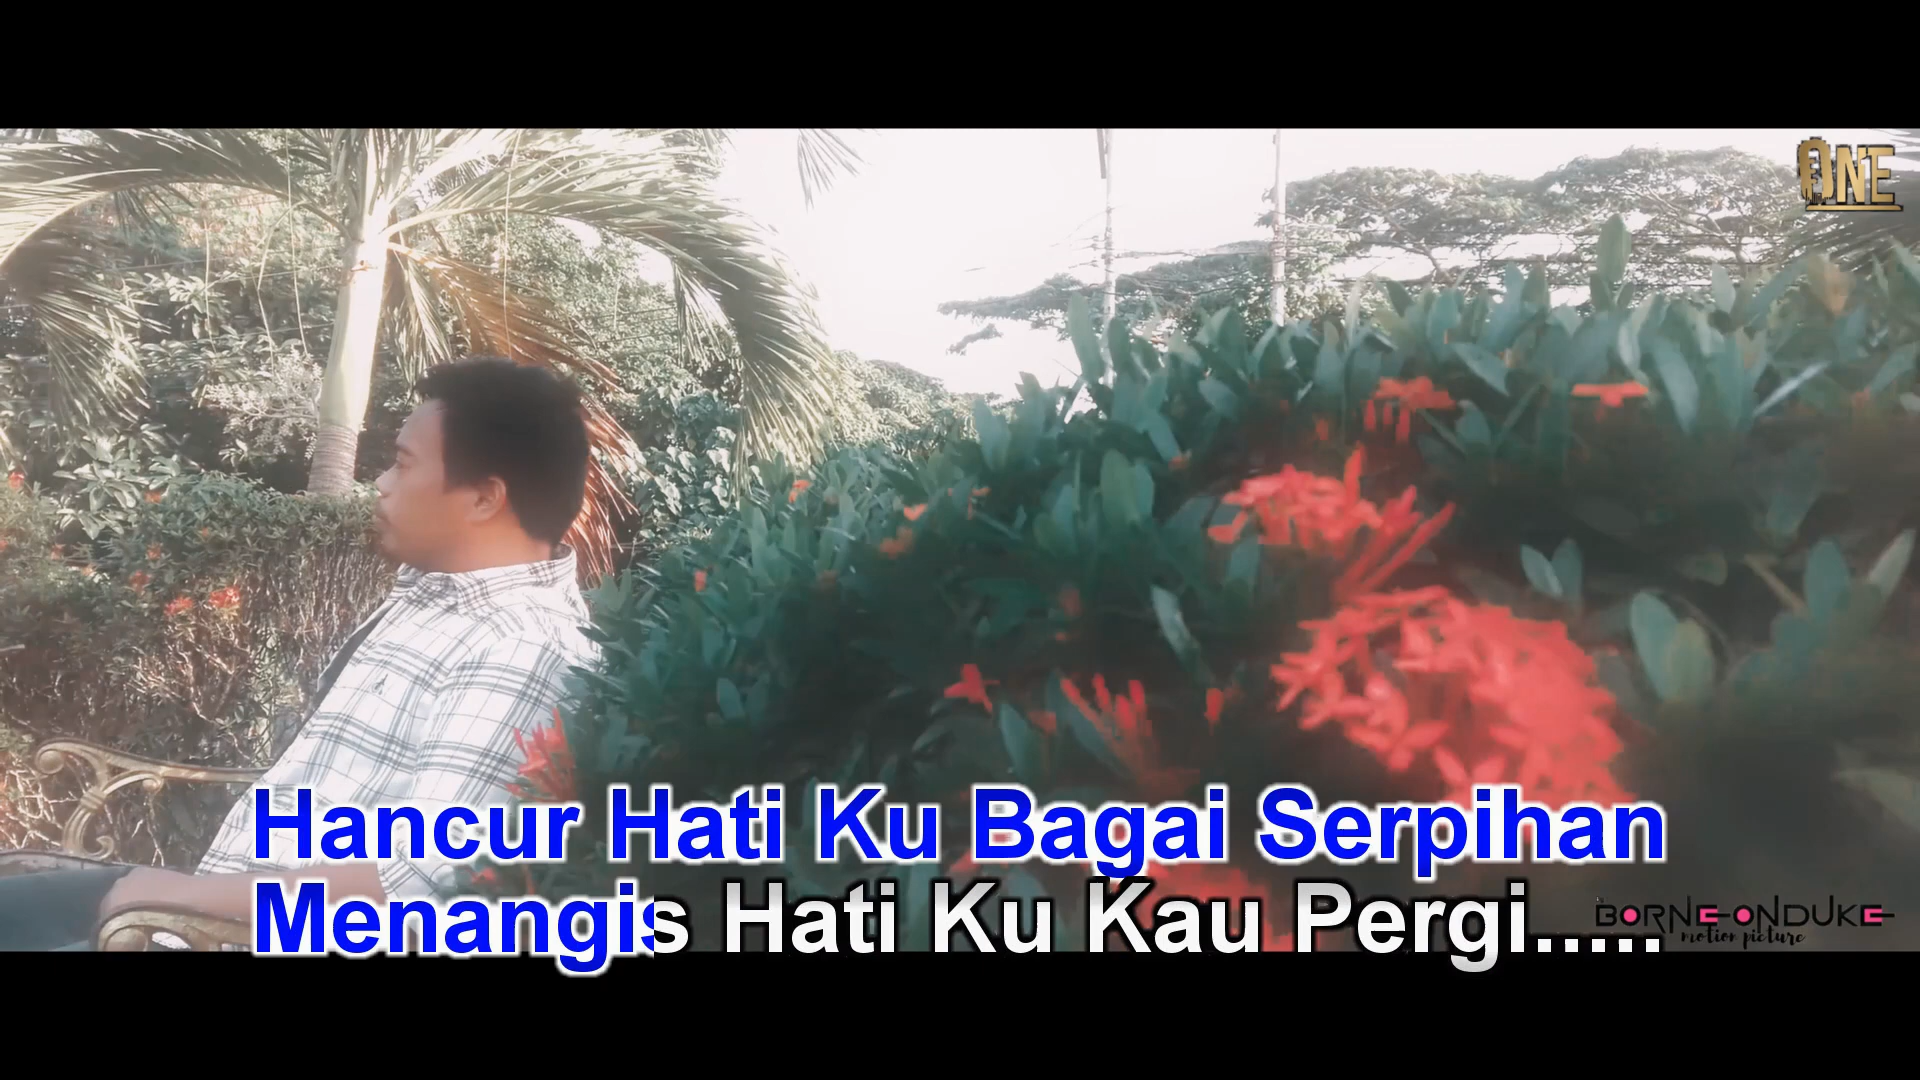 ONE
Hancur Hati Ku Bagai Serpihan
Menangis Hati Ku Kau Pergi.....
BORNEONDUKE
motion picture